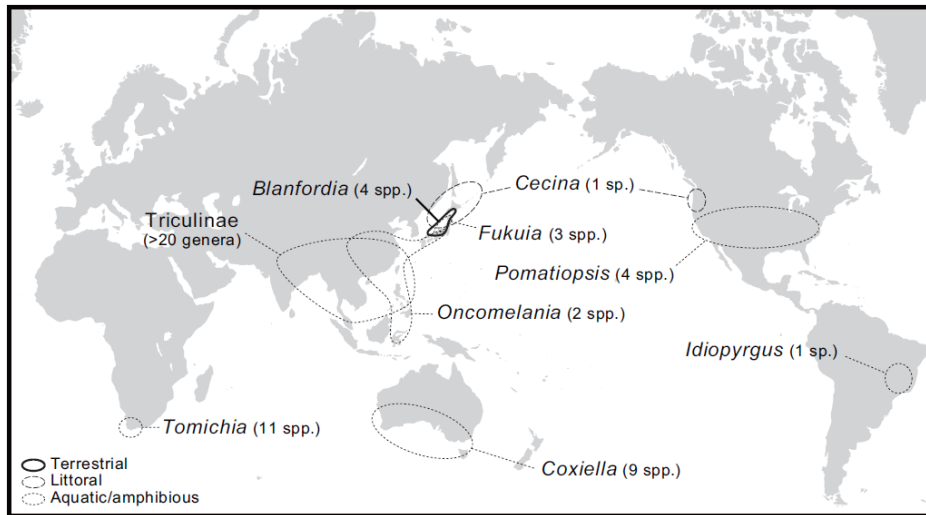 Blanfordia (4 spp.)
Cecina (1 sp.)
Triculinae
(>20 genera)
Fukuia (3 spp.)
Pomatiopsis (4 spp.)
Oncomelania (2 spp.)
Idiopyrgus (1 sp.)
Tomichia (11 spp.)
Coxiella (9 spp.)
Terrestrial
Littoral
Aquatic/amphibious